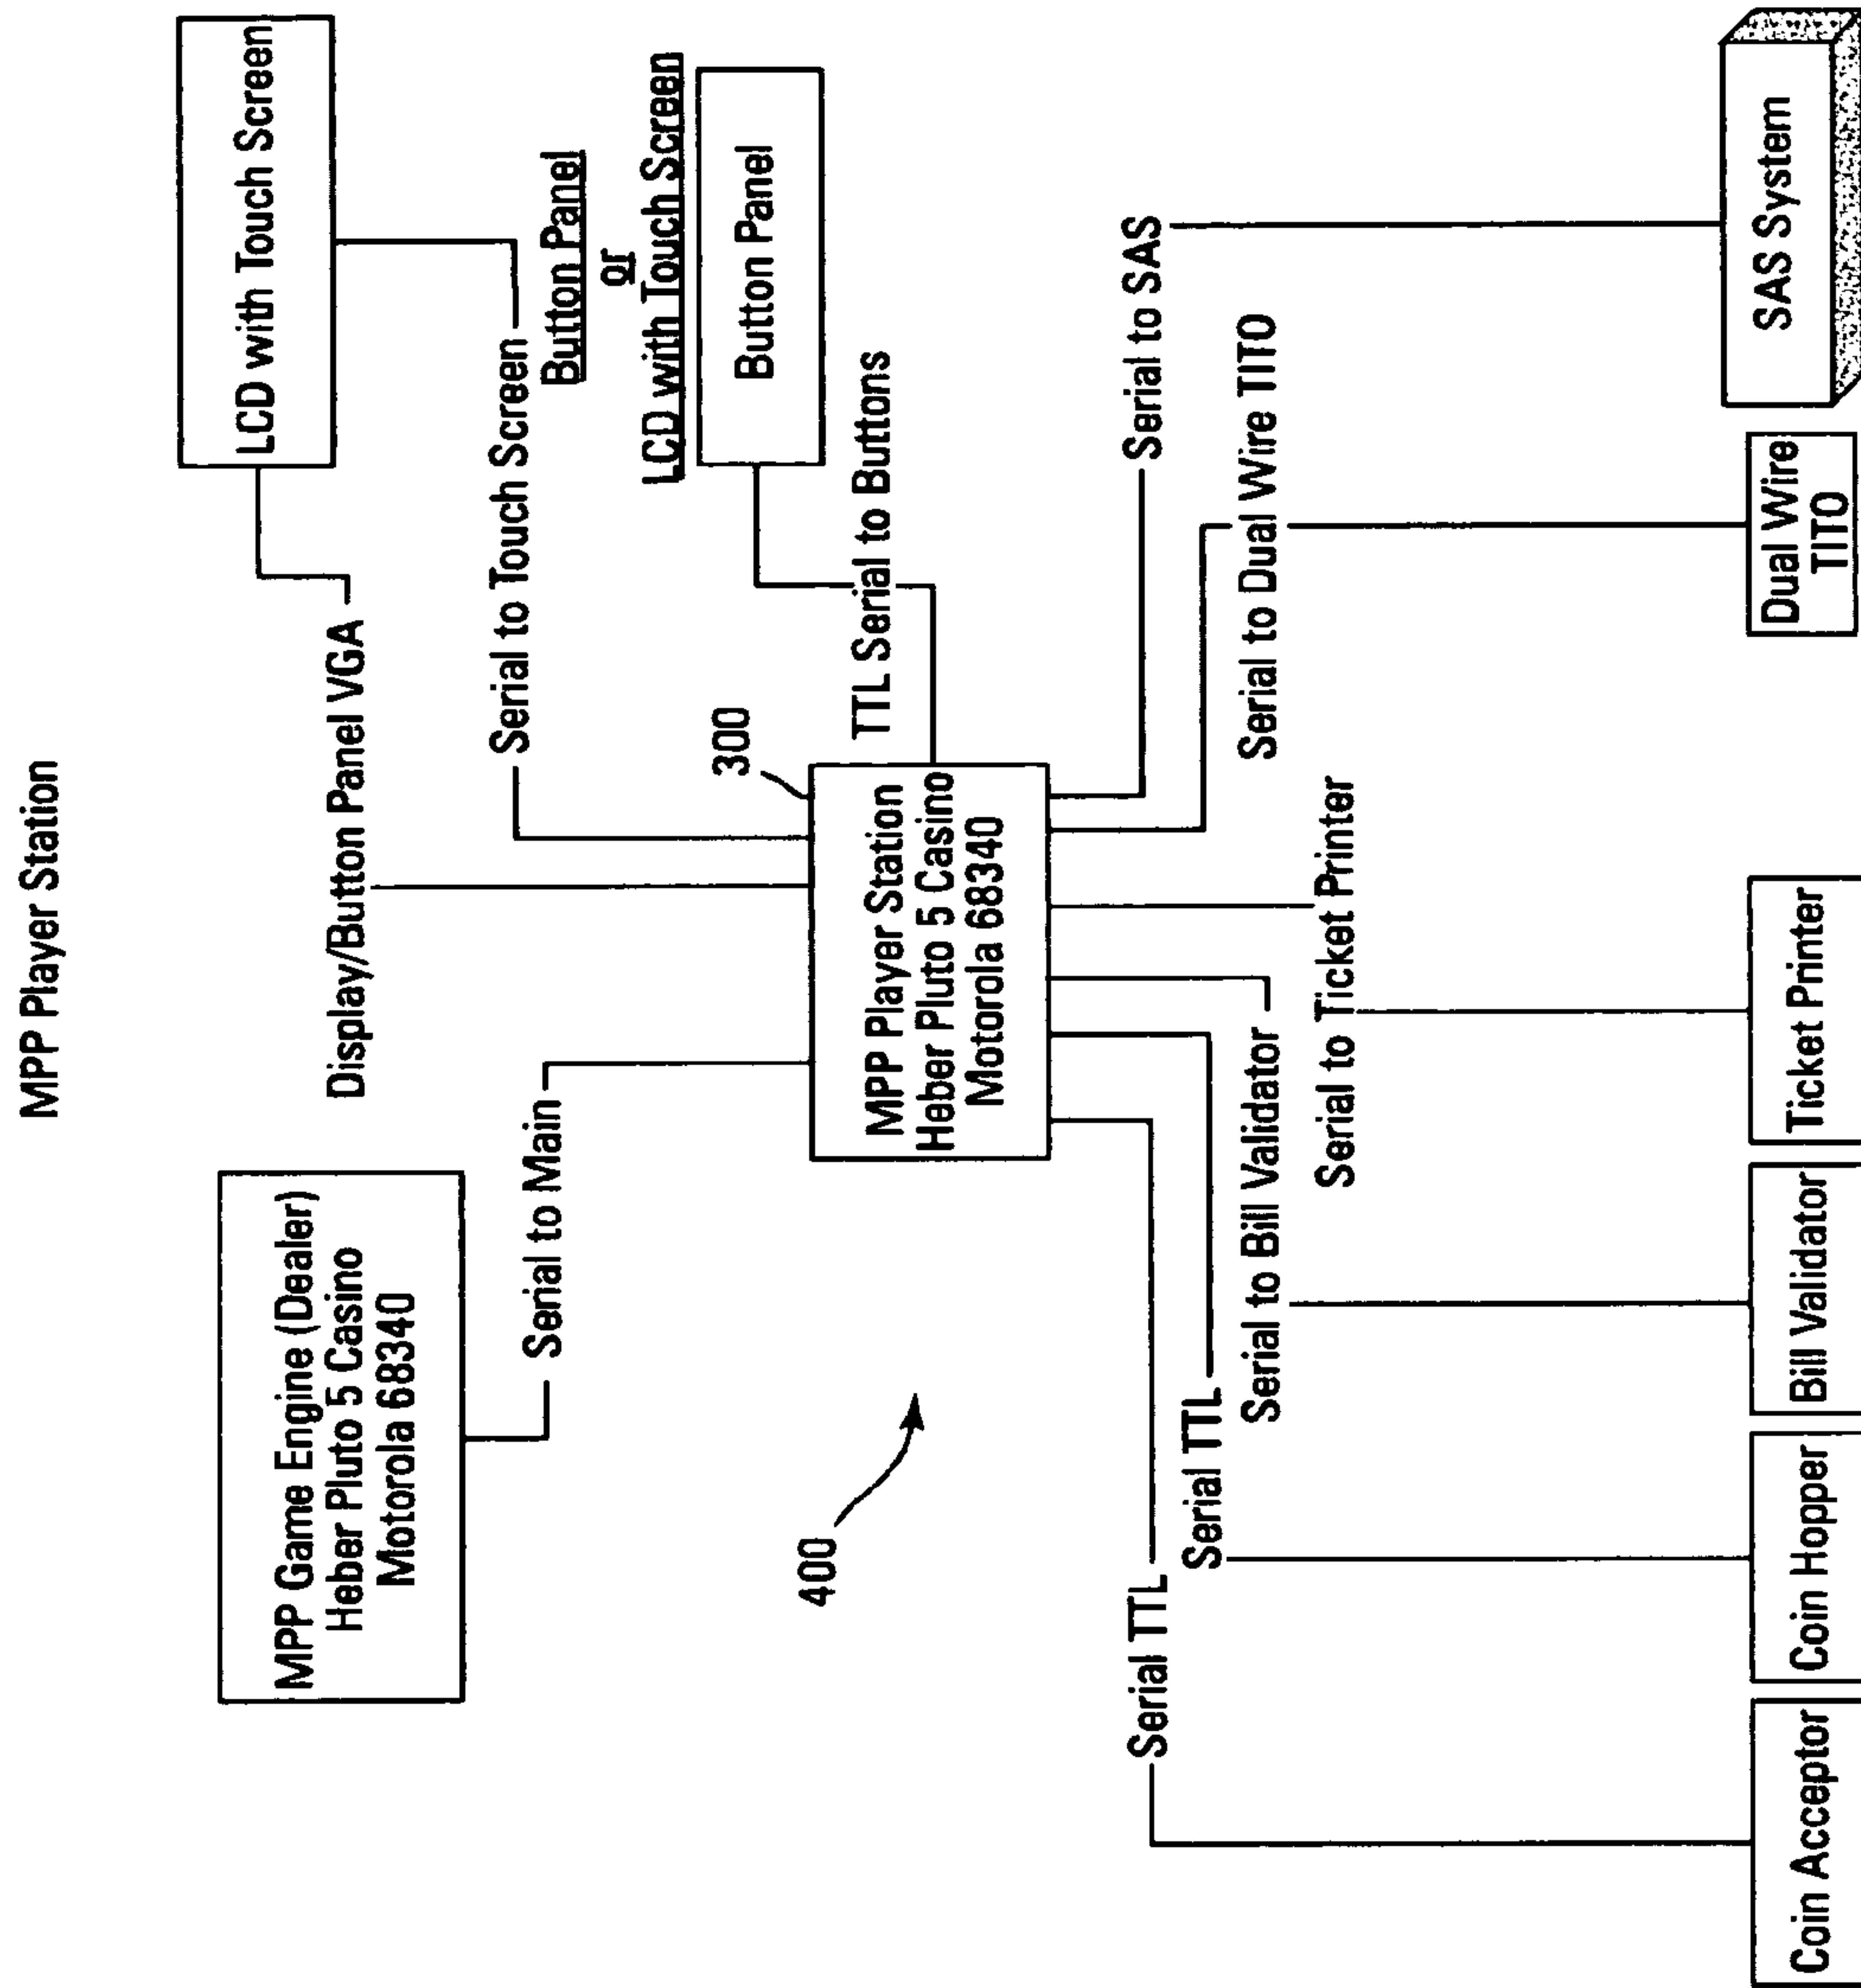 MPP Player Station
LCD with Touch Screen
MPP Game Engine (Dealer)
Heber Pluto 5 Casino
Motorola 68340
Display/Button Panel VGA
Serial to Main
Serial to Touch Screen
Button Panel
or
LCD with Touch Screen
Button Panel
300
400
MPP Player Station
Heber Pluto 5 Casino
Motorola 68340
TTL Serial to Buttons
Serial TTL
Serial to SAS
Serial TTL
Serial to Bill Validator
Serial to Dual Wire TITO
Serial to Ticket Printer
Coin Acceptor
Coin Hopper
Bill Validator
Ticket Printer
Dual Wire
TITO
SAS System